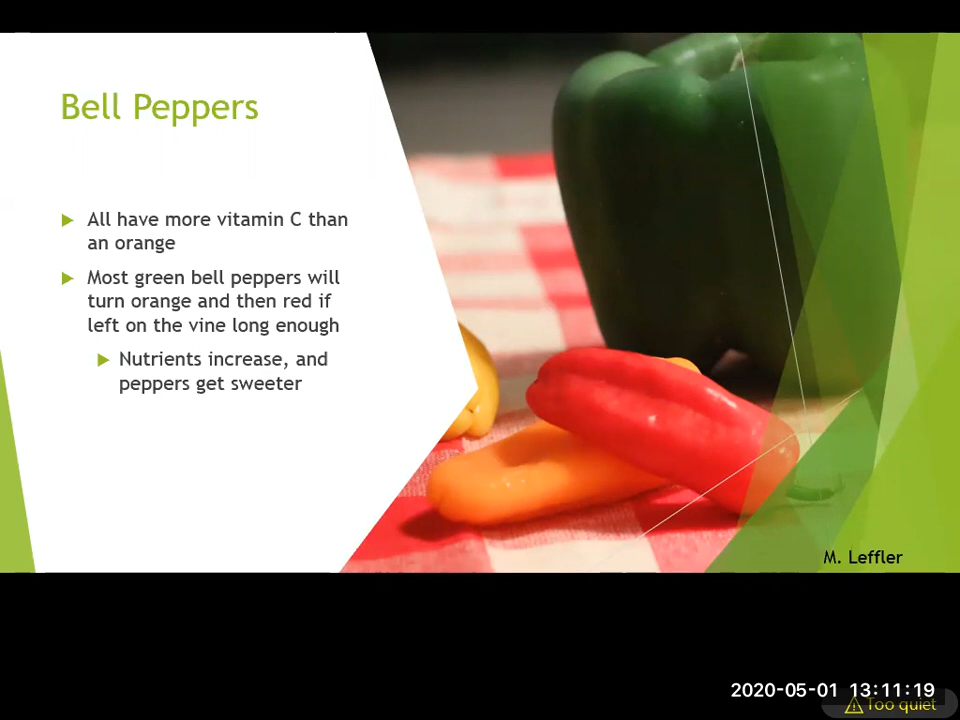 Bell Peppers
All have more vitamin C than
an orange
Most green bell peppers will
turn orange and then red if
left on the vine long enough
Nutrients increase, and
peppers get sweeter
M. Leffler
2020-05-01 13:11:19
Too quiet